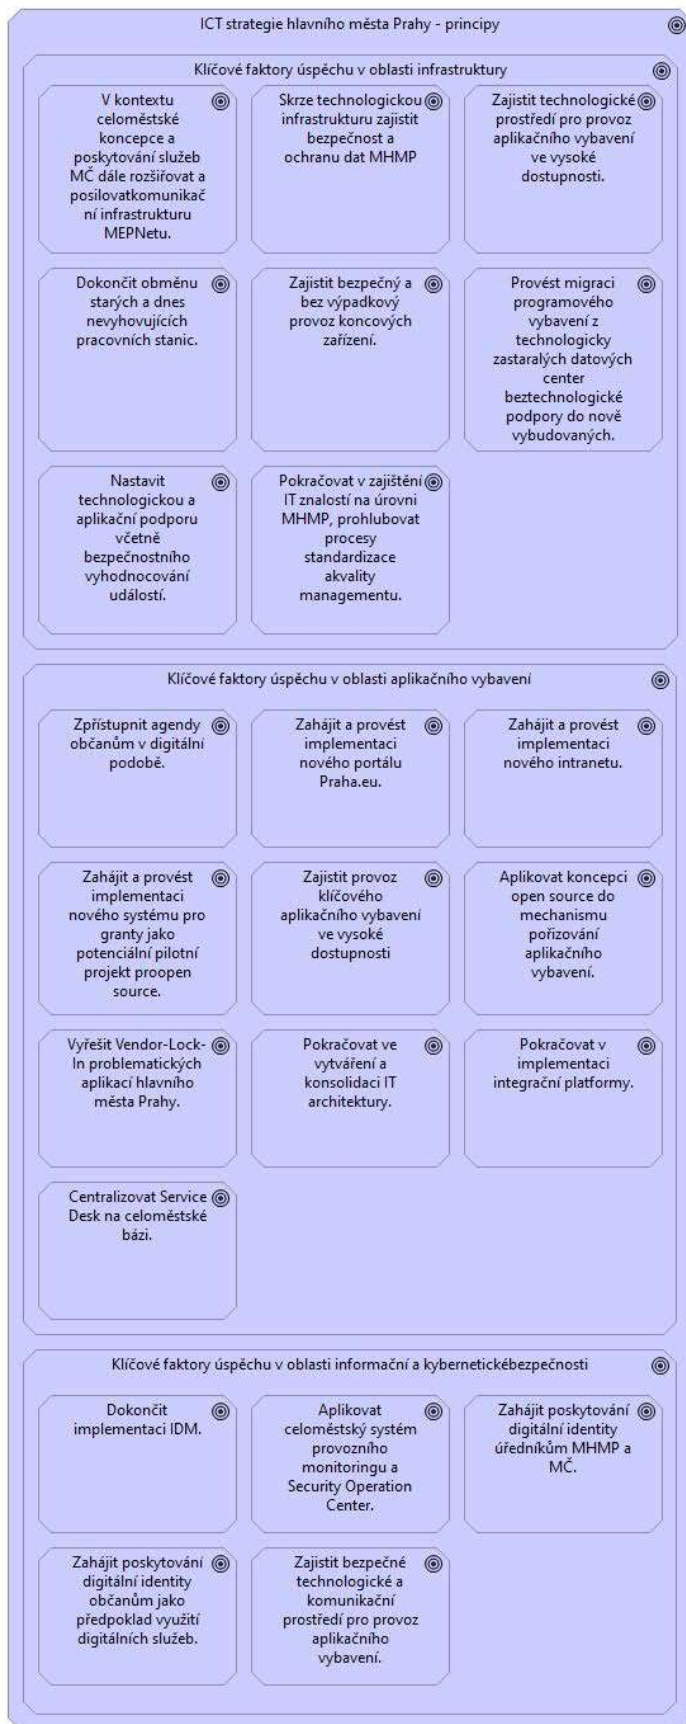 ICT strategie hlavního města Prahy - principy
Klíčové faktory úspěchu v oblasti infrastruktury
V kontextu
celoměstské
koncepce a
poskytování služeb
MČ dále rozšiřovat a
posilovatkomunikač
ní infrastrukturu
MEPNetu.
Skrze technologickou
infrastrukturu zajistit
bezpečnost a
ochranu dat MHMP
Zajistit technologické
prostředí pro provoz
aplikačního vybavení
ve vysoké
dostupnosti.
Dokončit obměnu
starých a dnes
nevyhovujících
pracovních stanic.
Zajistit bezpečný a
bez výpadkový
provoz koncových
zařízení.
Provést migraci
programového
vybavení z
technologicky
zastaralých datových
center
beztechnologické
podpory do nově
vybudovaných.
Nastavit
technologickou a
aplikační podporu
včetně
bezpečnostního
vyhodnocování
událostí.
Pokračovat v zajištění
IT znalostí na úrovni
MHMP, prohlubovat
procesy
standardizace
akvality
managementu.
Klíčové faktory úspěchu v oblasti aplikačního vybavení
Zpřístupnit agendy
občanům v digitální
podobě.
Zahájit a provést
implementaci
nového portálu
Praha.eu.
Zahájit a provést
implementaci
nového intranetu.
Zahájit a provést
implementaci
nového systému pro
granty jako
potenciální pilotní
projekt proopen
source.
Zajistit provoz
klíčového
aplikačního vybavení
ve vysoké
dostupnosti
Aplikovat koncepci
open source do
mechanismu
pořizování
aplikačního
vybavení.
Vyřešit Vendor-Lock-
In problematických
aplikací hlavního
města Prahy.
Pokračovat ve
vytváření a
konsolidaci IT
architektury.
Pokračovat v
implementaci
integrační platformy.
Centralizovat Service
Desk na celoměstské
bázi.
Klíčové faktory úspěchu v oblasti informační a kybernetickébezpečnosti
Dokončit
implementaci IDM.
Aplikovat
celoměstský systém
provozního
monitoringu a
Security Operation
Center.
Zahájit poskytování
digitální identity
úředníkům MHMP a
MČ.
Zahájit poskytování
digitální identity
občanům jako
předpoklad využití
digitálních služeb.
Zajistit bezpečné
technologické a
komunikační
prostředí pro provoz
aplikačního
vybavení.